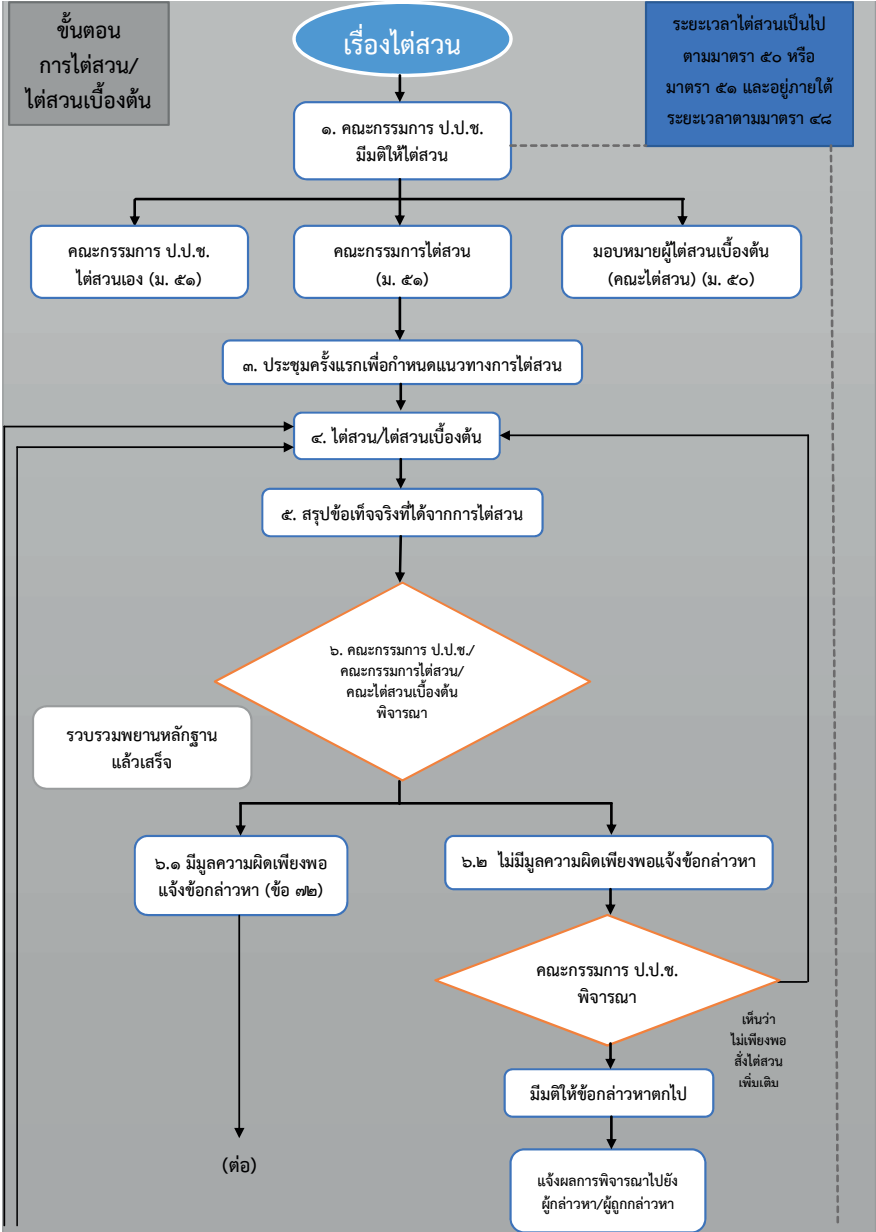 ขั้นตอน
การไต่สวน/
ไต่สวนเบื้องต้น
เรื่องไต่สวน
ระยะเวลาไต่สวนเป็นไป
ตามมาตรา ๕๐ หรือ
มาตรา ๕๑ และอยู่ภายใต้
ระยะเวลาตามมาตรา ๔๘
๑. คณะกรรมการ ป.ป.ช.
มีมติให้ไต่สวน
คณะกรรมการ ป.ป.ช.
ไต่สวนเอง (ม. ๕๑)
คณะกรรมการไต่สวน
(ม. ๕๑)
มอบหมายผู้ไต่สวนเบื้องต้น
(คณะไต่สวน) (ม. ๕๐)
๓. ประชุมครั้งแรกเพื่อกำหนดแนวทางการไต่สวน
๔. ไต่สวน/ไต่สวนเบื้องต้น
๕. สรุปข้อเท็จจริงที่ได้จากการไต่สวน
๖. คณะกรรมการ ป.ป.ช./
คณะกรรมการไต่สวน/
คณะไต่สวนเบื้องต้น
พิจารณา
รวบรวมพยานหลักฐาน
แล้วเสร็จ
๖.๑ มีมูลความผิดเพียงพอ
แจ้งข้อกล่าวหา (ข้อ ๗๒)
๖.๒ ไม่มีมูลความผิดเพียงพอแจ้งข้อกล่าวหา
คณะกรรมการ ป.ป.ช.
พิจารณา
เห็นว่า
ไม่เพียงพอ
สั่งไต่สวน
เพิ่มเติม
มีมติให้ข้อกล่าวหาตกไป
(ต่อ)
แจ้งผลการพิจารณาไปยัง
ผู้กล่าวหา/ผู้ถูกกล่าวหา